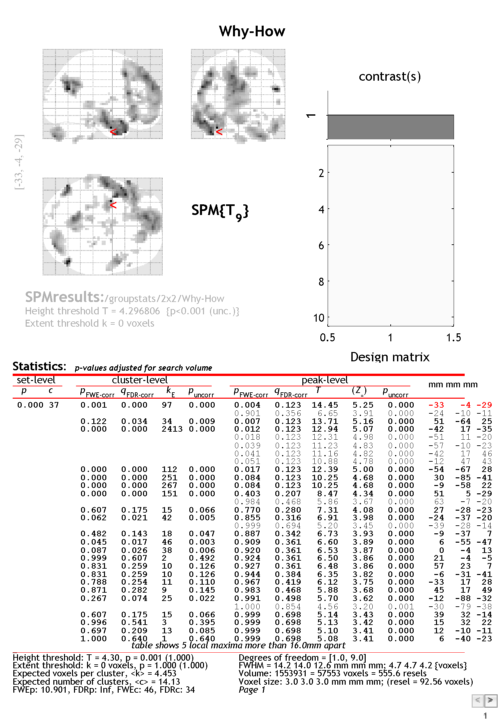 Why-How
contrast(s)
[-33, -4, -29]
<
<
<
SPM{T9}
1
2
4
6
8
10
0.5 1 1.5
Design matrix
SPMresults:/groupstats/2x2/Why-How
Height threshold T = 4.296806 [p<0.001 (unc.)]
Extent threshold k = 0 voxels
Statistics: p-values adjusted for search volume
set-level cluster-level peak-level mm mm mm
p c pFWE-corr qFDR-corr kE puncorr pFWE-corr qFDR-corr T (Z≡) puncorr
0.000 37 0.001 0.000 97 0.000 0.004 0.123 14.45 5.25 0.000 -33 -4 -29
0.901 0.356 6.65 3.91 0.000 -24 -10 -11
0.122 0.034 34 0.009 0.007 0.123 13.71 5.16 0.000 51 -64 25
0.000 0.000 2413 0.000 0.012 0.123 12.94 5.07 0.000 -42 17 -35
0.018 0.123 12.31 4.98 0.000 -51 11 -20
0.039 0.123 11.23 4.83 0.000 -57 -10 -23
0.041 0.123 11.16 4.82 0.000 -42 17 46
0.051 0.123 10.88 4.78 0.000 -12 47 43
0.000 0.000 112 0.000 0.017 0.123 12.39 5.00 0.000 -54 -67 28
0.000 0.000 251 0.000 0.084 0.123 10.25 4.68 0.000 30 -85 -41
0.000 0.000 267 0.000 0.084 0.123 10.25 4.68 0.000 -9 -58 22
0.000 0.000 151 0.000 0.403 0.207 8.47 4.34 0.000 51 5 -29
0.984 0.468 5.86 3.67 0.000 63 -7 -20
0.607 0.175 15 0.066 0.770 0.280 7.31 4.08 0.000 27 -28 -23
0.062 0.021 42 0.005 0.855 0.316 6.91 3.98 0.000 -24 -37 -20
0.999 0.694 5.20 3.45 0.000 -39 -28 -14
0.482 0.143 18 0.047 0.887 0.342 6.73 3.93 0.000 -9 -37 7
0.045 0.017 46 0.003 0.909 0.361 6.60 3.89 0.000 6 -55 -47
0.087 0.026 38 0.006 0.920 0.361 6.53 3.87 0.000 0 -4 13
0.999 0.607 2 0.492 0.924 0.361 6.50 3.86 0.000 21 -4 -5
0.831 0.259 10 0.126 0.927 0.361 6.48 3.86 0.000 57 23 7
0.831 0.259 10 0.126 0.944 0.384 6.35 3.82 0.000 -6 -31 -41
0.788 0.254 11 0.110 0.967 0.419 6.12 3.75 0.000 -33 17 28
0.871 0.282 9 0.145 0.983 0.468 5.88 3.68 0.000 45 17 49
0.267 0.074 25 0.022 0.991 0.498 5.70 3.62 0.000 -12 -88 -32
1.000 0.854 4.56 3.20 0.001 -30 -79 -38
0.607 0.175 15 0.066 0.999 0.698 5.14 3.43 0.000 39 32 -14
0.996 0.541 3 0.395 0.999 0.698 5.13 3.42 0.000 15 32 22
0.697 0.209 13 0.085 0.999 0.698 5.10 3.41 0.000 12 -10 -11
1.000 0.640 1 0.640 0.999 0.698 5.08 3.41 0.000 6 -40 -23
table shows 5 local maxima more than 16.0mm apart
Height threshold: T = 4.30, p = 0.001 (1.000)
Extent threshold: k = 0 voxels, p = 1.000 (1.000)
Expected voxels per cluster, <k> = 4.453
Expected number of clusters, <c> = 14.13
FWEp: 10.901, FDRp: Inf, FWEc: 46, FDRc: 34
Degrees of freedom = [1.0, 9.0]
FWHM = 14.2 14.0 12.6 mm mm mm; 4.7 4.7 4.2 [voxels]
Volume: 1553931 = 57553 voxels = 555.6 resels
Voxel size: 3.0 3.0 3.0 mm mm mm; (resel = 92.56 voxels)
Page 1
1